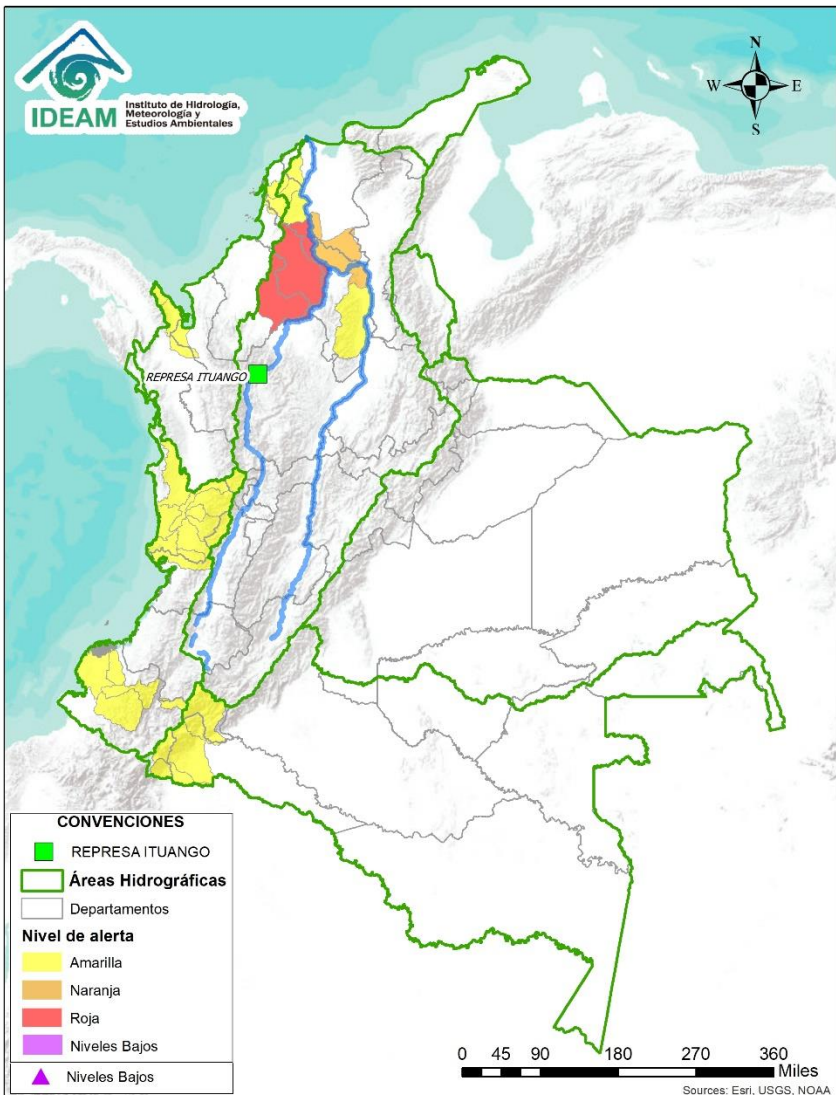 IDEAM
Instituto de Hidrología,
Meteorología y
Estudios Ambientales
N
W
E
S
REPRESA ITUANGO
CONVENCIONES
REPRESA ITUANGO
Áreas Hidrográficas
Departamentos
Nivel de alerta
Amarilla
Naranja
Roja
Niveles Bajos
Niveles Bajos
0 45 90 180 270 360
Miles
Sources: Esri, USGS, NOAA